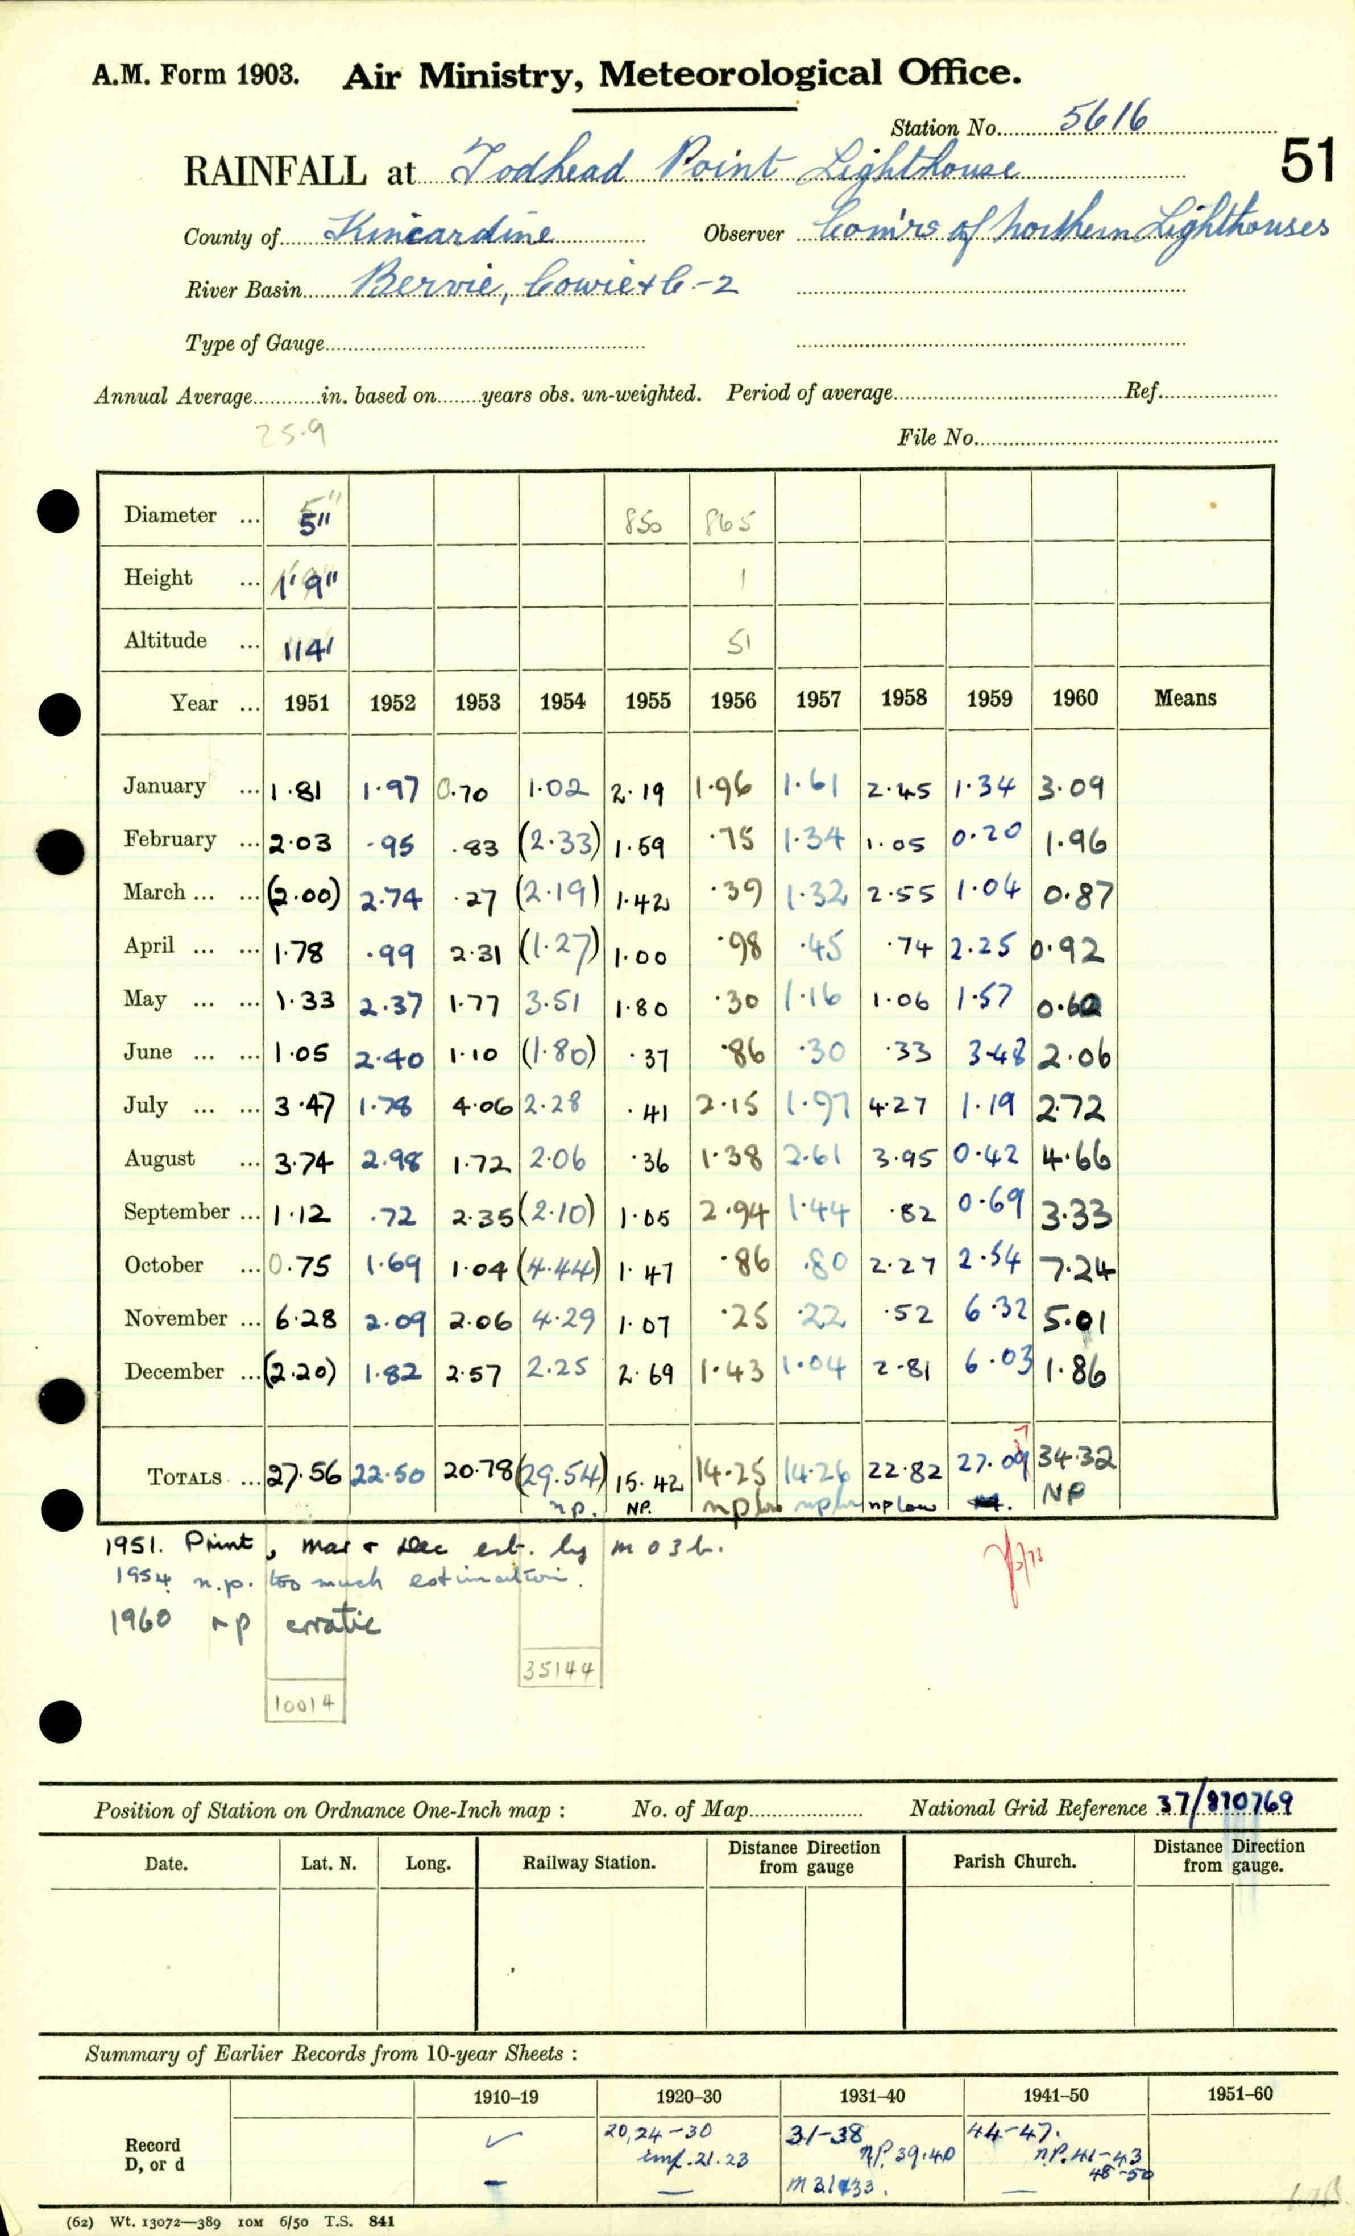 A.M. Form 1903. Air Ministry, Meteorological Office.
Station No. 5616
51
RAINFALL at Todhead Point Lighthouse
County of Kincardine Observer Com'rs of Northern Lighthouses
River Basin Bervie, Cowie & C.-2
Type of Gauge
Annual Average in. based on years obs. un-weighted. Period of average Ref.
25.9
File No.
Diameter ... 5" 850 865
Height ... 1'9" 1
Altitude ... 114' 51
Year ... 1951 1952 1953 1954 1955 1956 1957 1958 1959 1960 Means
January ... 1.81 1.97 0.70 1.02 2.19 1.96 1.61 2.45 1.34 3.09
February ... 2.03 .95 .83 (2.33) 1.59 .75 1.34 1.05 0.20 1.96
March ... ... (2.00) 2.74 .27 (2.19) 1.42 .39 1.32 2.55 1.04 0.87
April ... ... 1.78 .99 2.31 (1.27) 1.00 .98 .45 .74 2.25 0.92
May ... ... 1.33 2.37 1.77 3.51 1.80 .30 1.16 1.06 1.57 0.60
June ... ... 1.05 2.40 1.10 (1.80) .37 .86 .30 .33 3.48 2.06
July ... ... 3.47 1.78 4.06 2.28 .41 2.15 1.97 4.27 1.19 2.72
August ... 3.74 2.98 1.72 2.06 .36 1.38 2.61 3.95 0.42 4.66
September ... 1.12 .72 2.35 (2.10) 1.05 2.94 1.44 .82 0.69 3.33
October ... 0.75 1.69 1.04 (4.44) 1.47 .86 .80 2.27 2.54 7.24
November ... 6.28 2.09 2.06 4.29 1.07 .25 .22 .52 6.32 5.01
December ... (2.20) 1.82 2.57 2.25 2.69 1.43 1.04 2.81 6.03 1.86
7
TOTALS ... 27.56 22.50 20.78 (29.54) 15.42 14.25 14.26 22.82 27.09 34.32
n.p. NP. np low np low np low NP
1951. Print, Mar & Dec est. by m o 3 b.
1954 n.p. too much estimation.
1960 n p erratic
35144
10014
Position of Station on Ordnance One-Inch map : No. of Map National Grid Reference 37/870769
Date. Lat. N. Long. Railway Station. Distance Direction from gauge Parish Church. Distance Direction from gauge.
Summary of Earlier Records from 10-year Sheets :
1910–19 1920–30 1931–40 1941–50 1951–60
Record D, or d ✓ 20,24-30 31-38 44-47.
imp. 21.23 n.P. 39.40 n.P. 41-43
48-50
– – m 31 33. –
(62) Wt. 13072—389 10M 6/50 T.S. 841